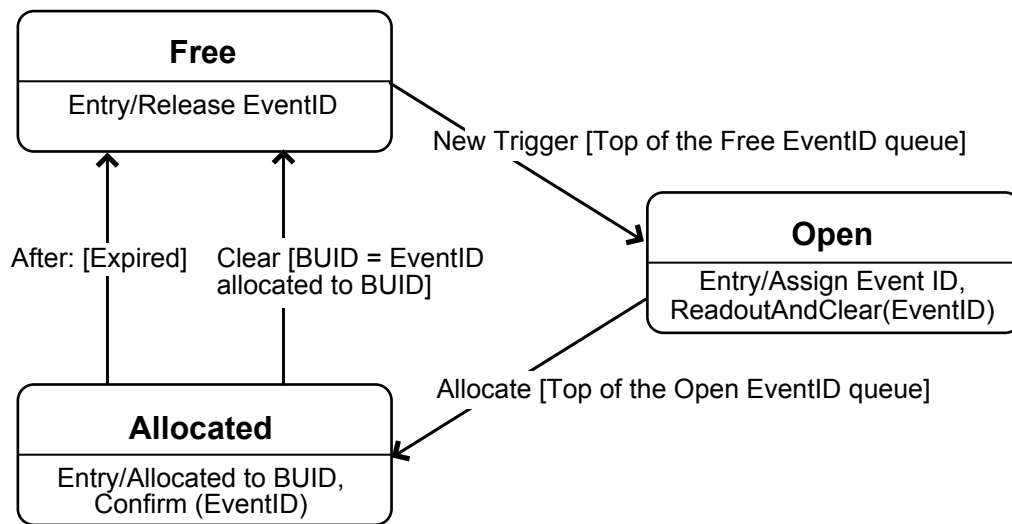 Free
Entry/Release EventID
New Trigger [Top of the Free EventID queue]
Open
Entry/Assign Event ID,
ReadoutAndClear(EventID)
After: [Expired]
Clear [BUID = EventID
allocated to BUID]
Allocate [Top of the Open EventID queue]
Allocated
Entry/Allocated to BUID,
Confirm (EventID)